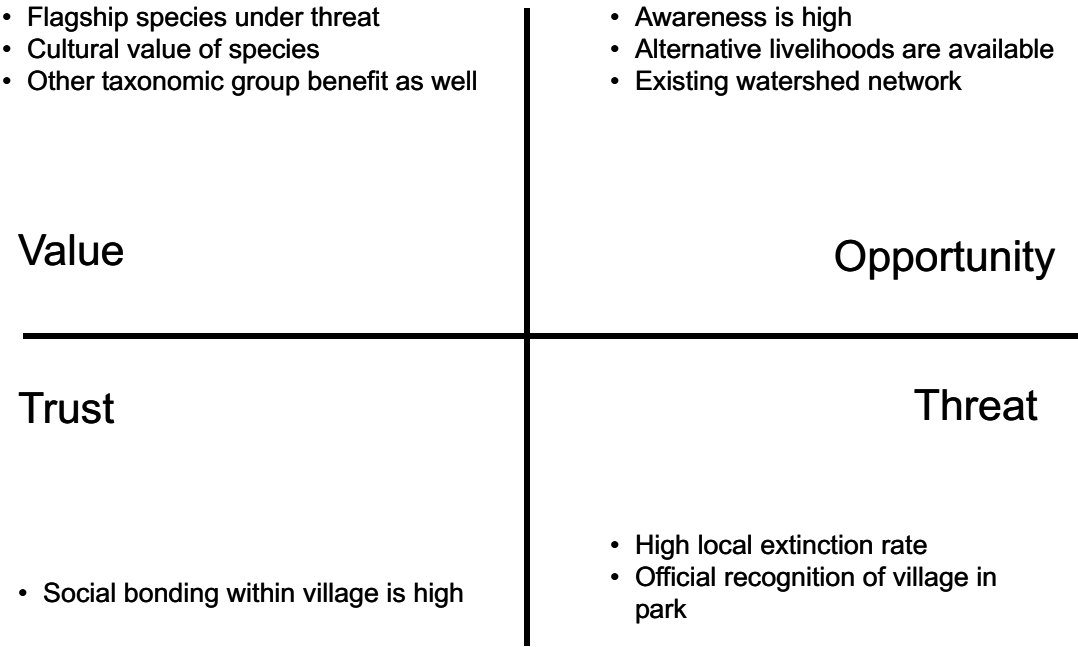 • Flagship species under threat
• Cultural value of species
• Other taxonomic group benefit as well
• Awareness is high
• Alternative livelihoods are available
• Existing watershed network
Value
Opportunity
Trust
Threat
• Social bonding within village is high
• High local extinction rate
• Official recognition of village in
park